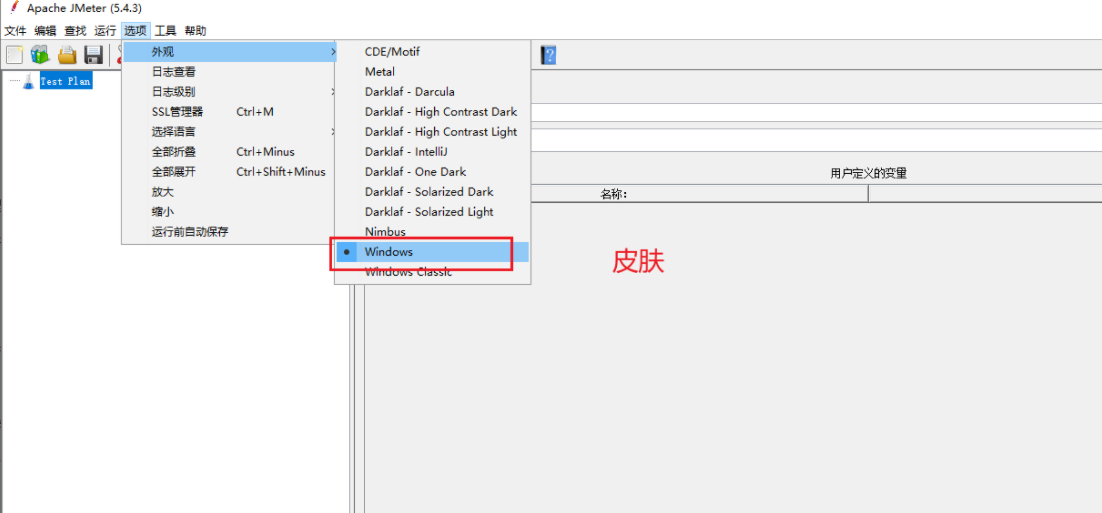 Apache JMeter (5.4.3)
文件 编辑 查找 运行 选项 工具 帮助
外观
日志查看
日志级别
SSL管理器 Ctrl+M
选择语言
全部折叠 Ctrl+Minus
全部展开 Ctrl+Shift+Minus
放大
缩小
运行前自动保存
CDE/Motif
Metal
Darklaf - Darcula
Darklaf - High Contrast Dark
Darklaf - High Contrast Light
Darklaf - IntelliJ
Darklaf - One Dark
Darklaf - Solarized Dark
Darklaf - Solarized Light
Nimbus
Windows
Windows Classic
Test Plan
用户定义的变量
名称:
皮肤